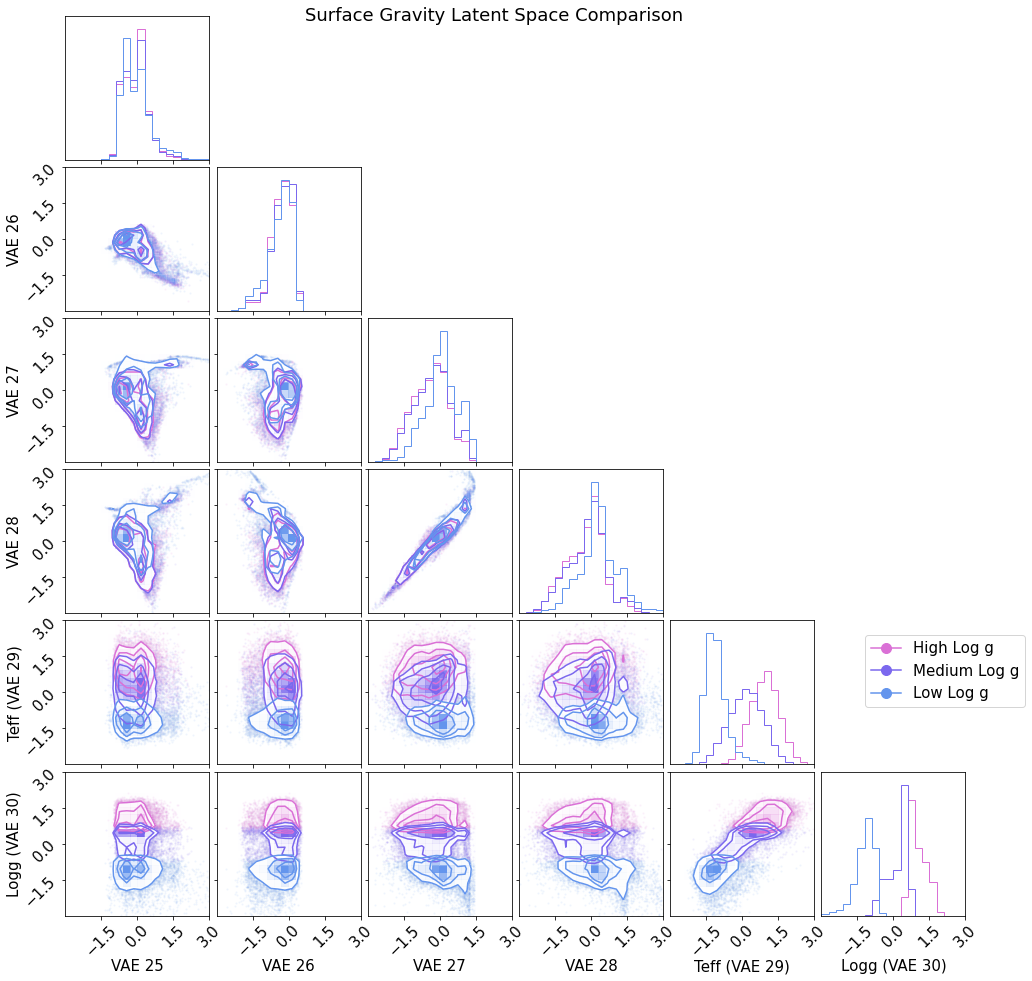 Surface Gravity Latent Space Comparison
VAE 26
3.0
1.5
0.0
−1.5
VAE 27
3.0
1.5
0.0
−1.5
VAE 28
3.0
1.5
0.0
−1.5
Teff (VAE 29)
3.0
1.5
0.0
−1.5
High Log g
Medium Log g
Low Log g
Logg (VAE 30)
3.0
1.5
0.0
−1.5
−1.5 0.0 1.5 3.0 −1.5 0.0 1.5 3.0 −1.5 0.0 1.5 3.0 −1.5 0.0 1.5 3.0 −1.5 0.0 1.5 3.0 −1.5 0.0 1.5 3.0
VAE 25 VAE 26 VAE 27 VAE 28 Teff (VAE 29) Logg (VAE 30)